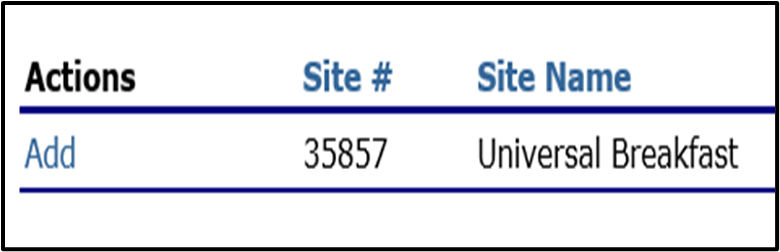 Actions Site # Site Name
Add 35857 Universal Breakfast